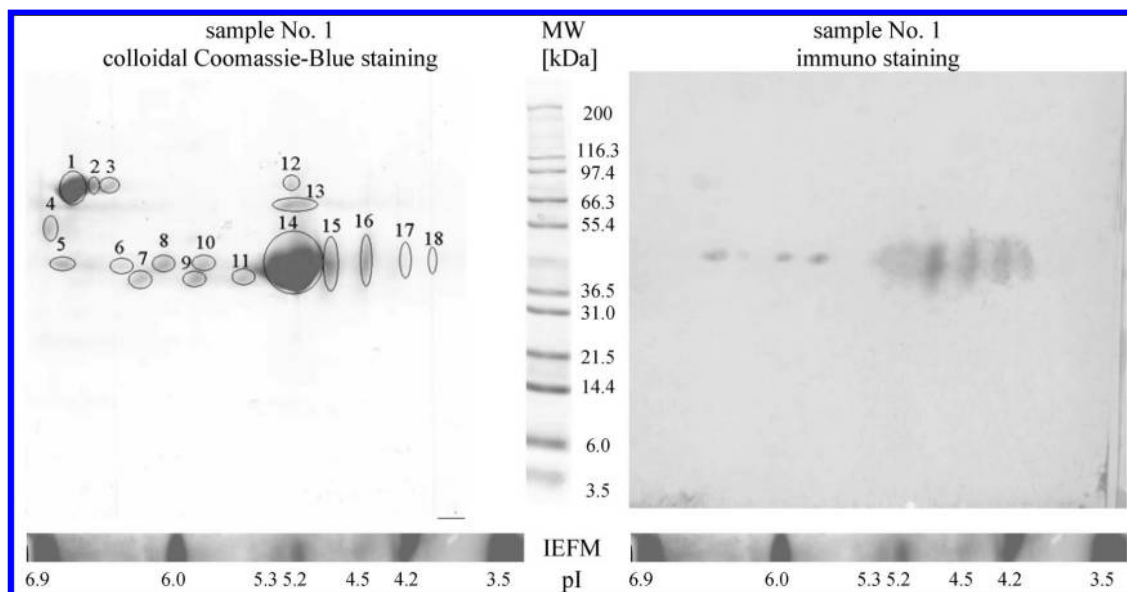 sample No. 1
colloidal Coomassie-Blue staining
MW
[kDa]
sample No. 1
immuno staining
1
2
3
4
5
6
7
8
9
10
11
12
13
14
15
16
17
18
200
116.3
97.4
66.3
55.4
36.5
31.0
21.5
14.4
6.0
3.5
IEFM
6.9 6.0 5.3 5.2 4.5 4.2 3.5
pI
6.9 6.0 5.3 5.2 4.5 4.2 3.5